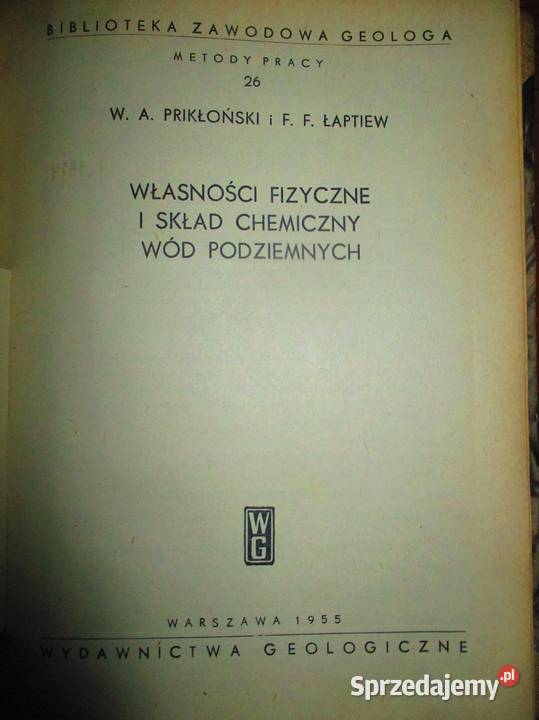 BIBLIOTEKA ZAWODOWA GEOLOGA
METODY PRACY
26
W. A. PRIKŁOŃSKI i F. F. ŁAPTIEW
WŁASNOŚCI FIZYCZNE
I SKŁAD CHEMICZNY
WÓD PODZIEMNYCH
WG
WARSZAWA 1955
WYDAWNICTWA GEOLOGICZNE
Sprzedajemy.pl